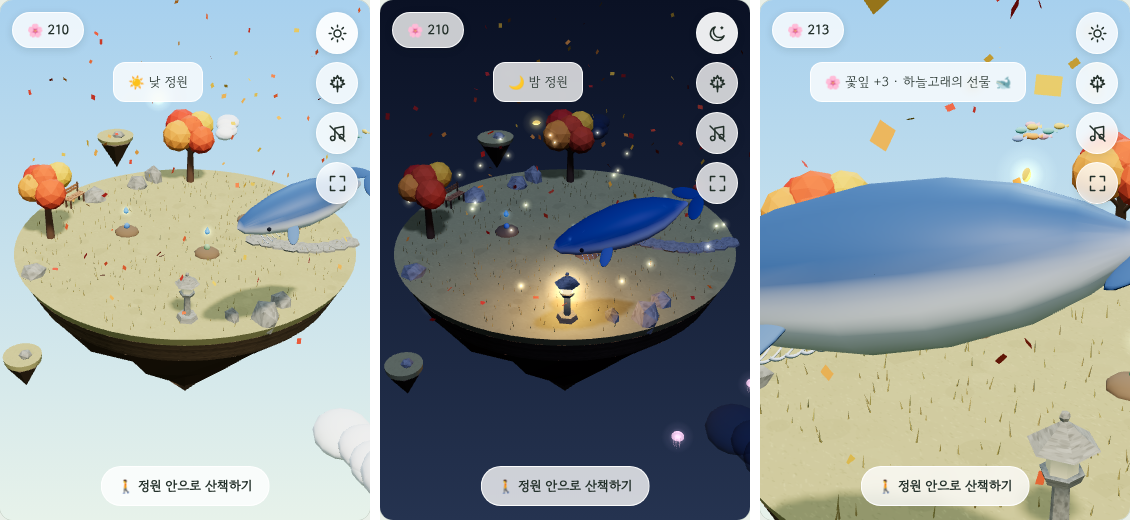 210
낮 정원
정원 안으로 산책하기
210
밤 정원
정원 안으로 산책하기
213
꽃잎 +3 · 하늘고래의 선물
정원 안으로 산책하기